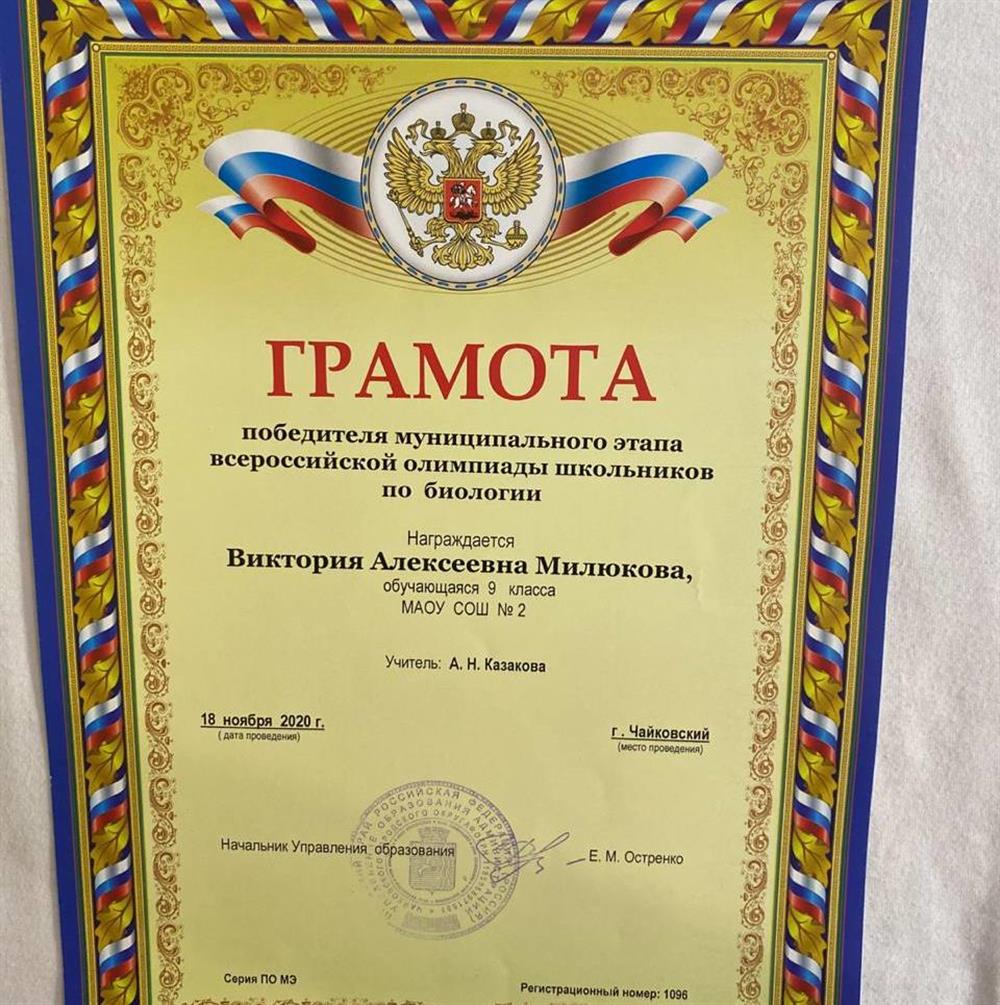 ГРАМОТА
победителя муниципального этапа
всероссийской олимпиады школьников
по биологии
Награждается
Виктория Алексеевна Милюкова,
обучающаяся 9 класса
МАОУ СОШ № 2
Учитель: А. Н. Казакова
18 ноября 2020 г.
( дата проведения)
г . Чайковский
(место проведения)
Начальник Управления образования
Е. М. Остренко
Серия ПО МЭ
Регистрационный номер: 1096